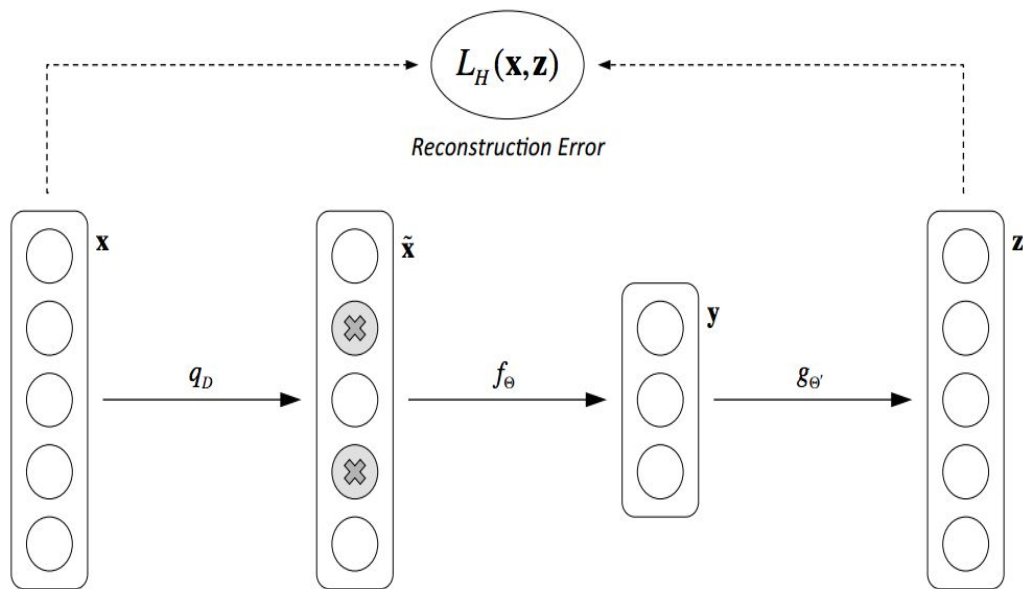 L_H(x,z)
Reconstruction Error
x
x̃
y
z
q_D
f_Θ
g_Θ'